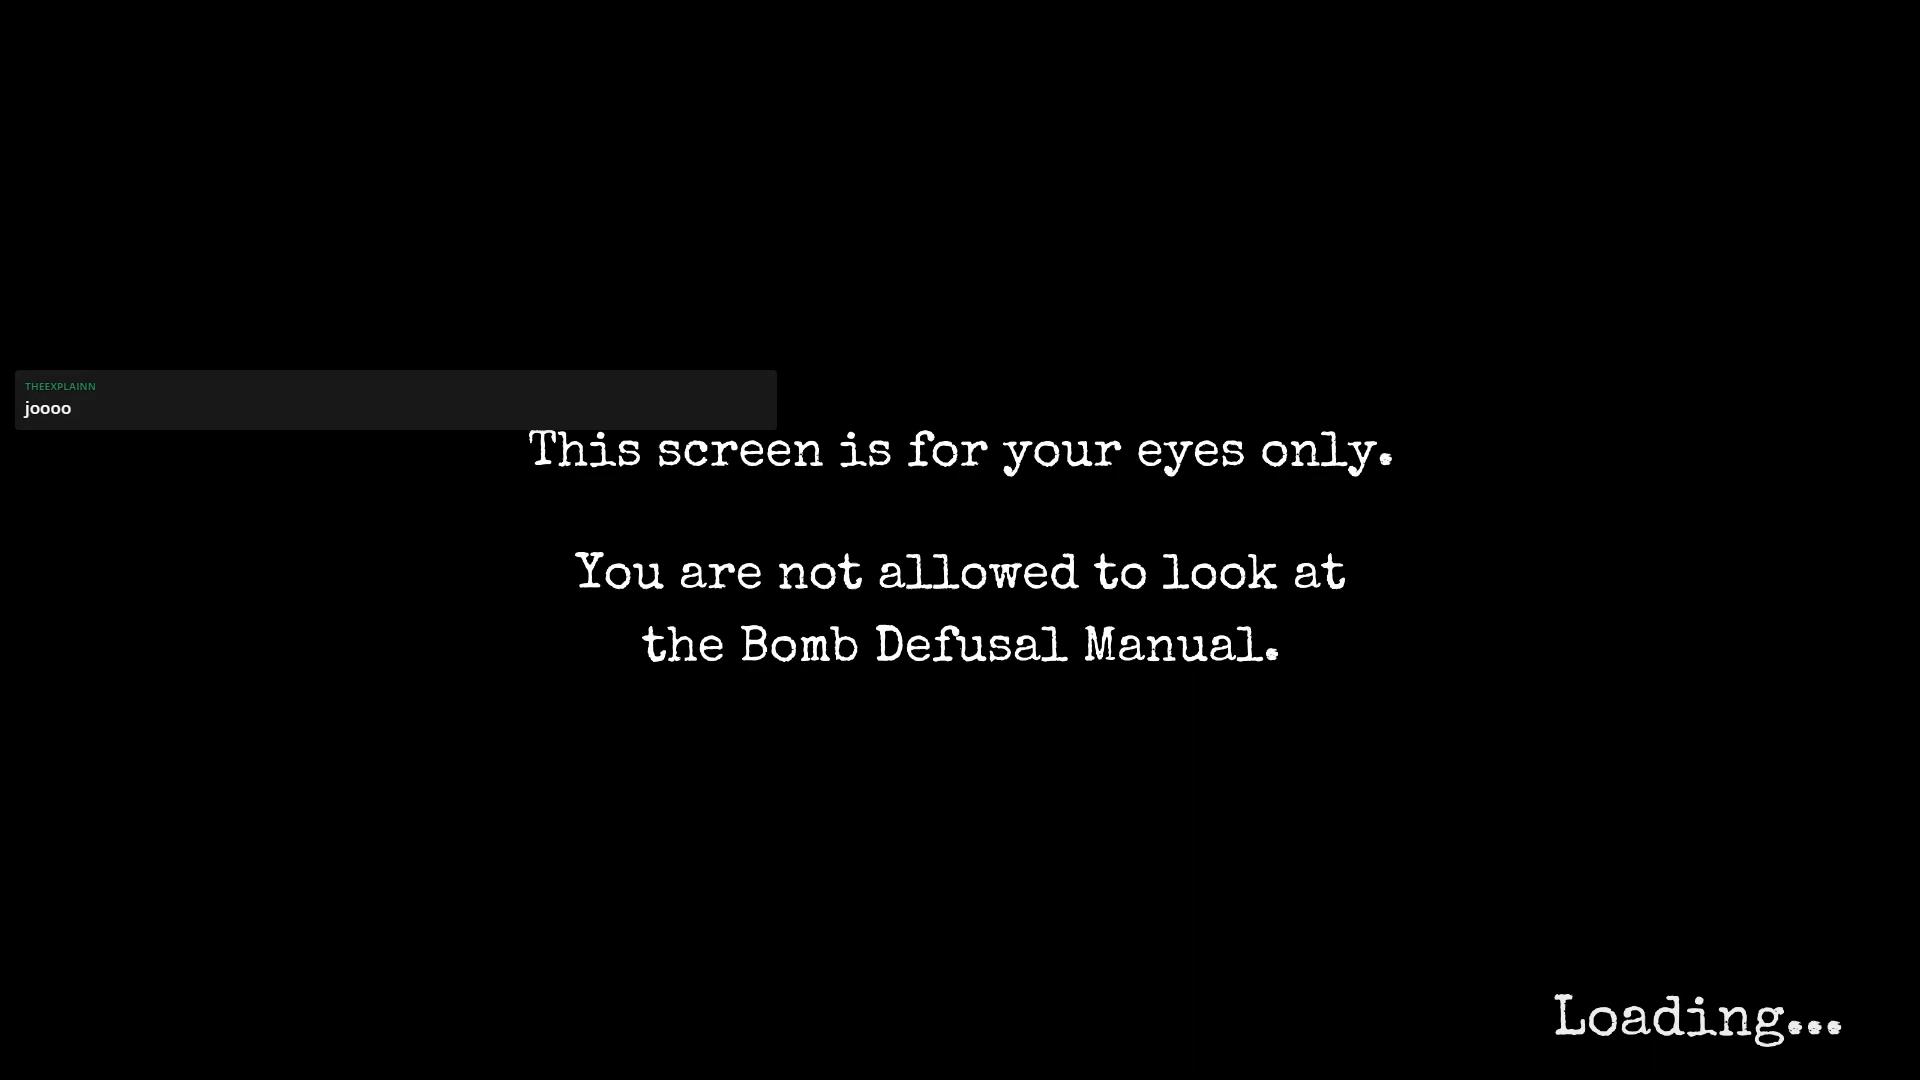 THEEXPLAINN
joooo
This screen is for your eyes only.
You are not allowed to look at
the Bomb Defusal Manual.
Loading...